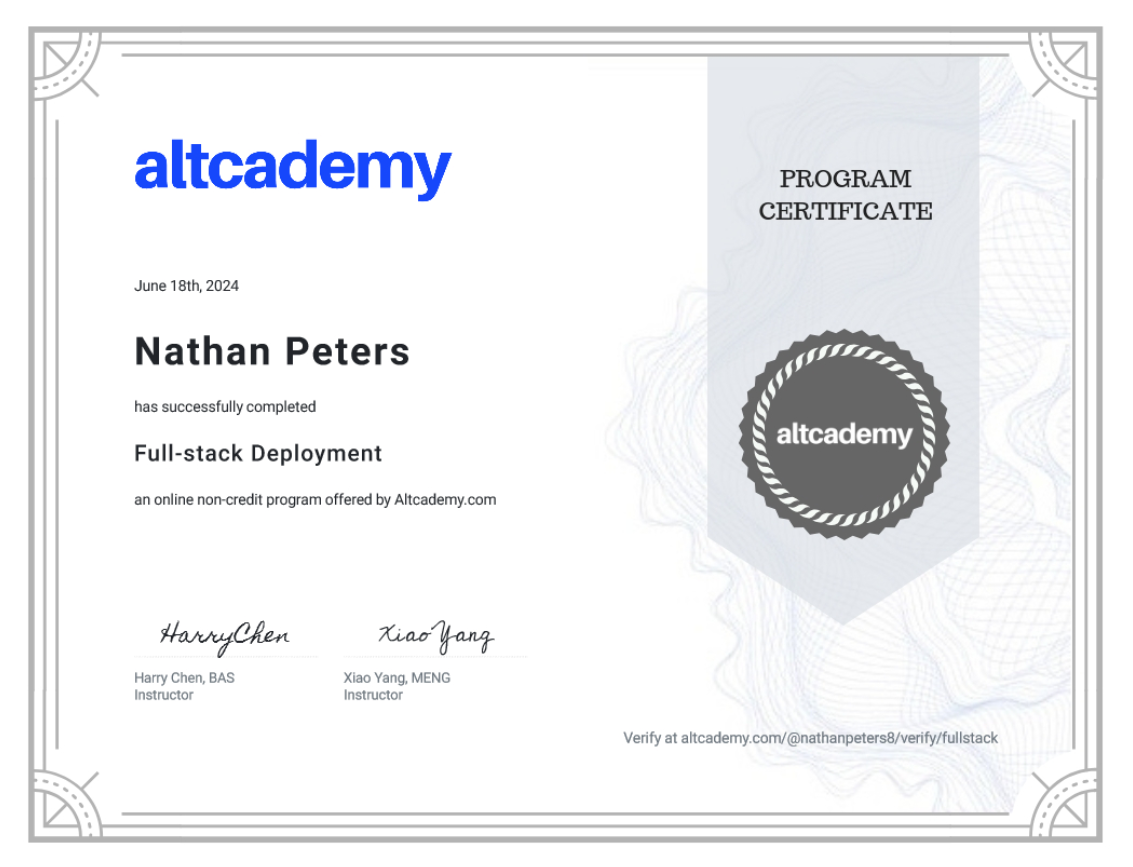 altcademy
PROGRAM
CERTIFICATE
June 18th, 2024
Nathan Peters
has successfully completed
Full-stack Deployment
an online non-credit program offered by Altcademy.com
altcademy
HarryChen
Xiao Yang
Harry Chen, BAS
Instructor
Xiao Yang, MENG
Instructor
Verify at altcademy.com/@nathanpeters8/verify/fullstack